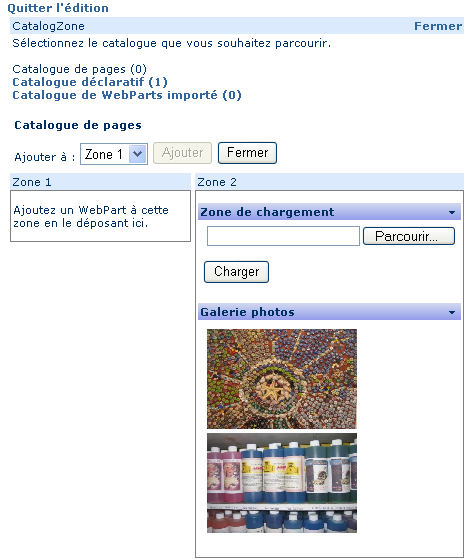 Quitter l'édition
CatalogZone
Fermer
Sélectionnez le catalogue que vous souhaitez parcourir.
Catalogue de pages (0)
Catalogue déclaratif (1)
Catalogue de WebParts importé (0)
Catalogue de pages
Ajouter à : Zone 1 Ajouter Fermer
Zone 1
Ajoutez un WebPart à cette
zone en le déposant ici.
Zone 2
Zone de chargement
Parcourir...
Charger
Galerie photos